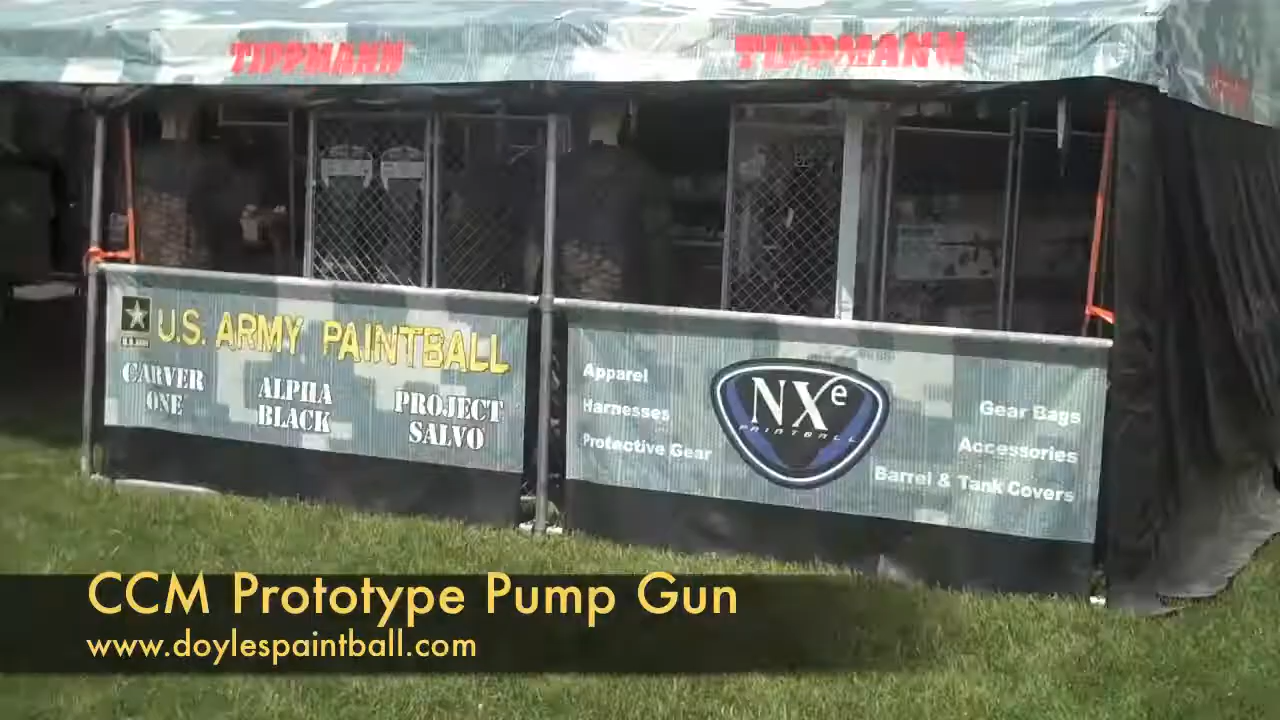 TIPPMANN TIPPMANN
U.S. ARMY PAINTBALL
CARVER
ONE
ALPHA
BLACK
PROJECT
SALVO
Apparel
Harnesses
Protective Gear
NXe
PAINTBALL
Gear Bags
Accessories
Barrel & Tank Covers
CCM Prototype Pump Gun
www.doylespaintball.com